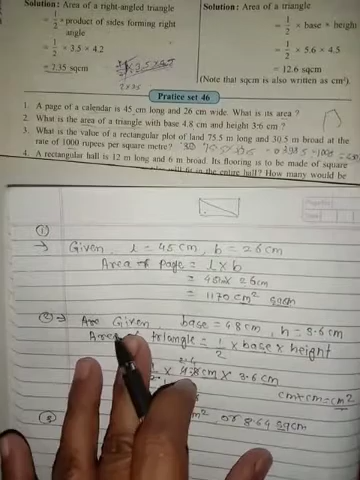 Solution: Area of a right-angled triangle
= 1/2 × product of sides forming right angle
= 1/2 × 3.5 × 4.2
= 7.35 sqcm
Solution: Area of a triangle
= 1/2 × base × height
= 1/2 × 5.6 × 4.5
= 12.6 sqcm
(Note that sqcm is also written as cm².)
Pratice set 46
1. A page of a calendar is 45 cm long and 26 cm wide. What is its area ?
2. What is the area of a triangle with base 4.8 cm and height 3.6 cm ?
3. What is the value of a rectangular plot of land 75.5 m long and 30.5 m broad at the
rate of 1000 rupees per square metre?
4. A rectangular hall is 12 m long and 6 m broad. Its flooring is to be made of square
entire hall? How many would be
(1)
→ Given, l = 45 cm, b = 26 cm
Area of page = l × b
= 45 × 26 cm
= 1170 cm² sqcm
(2) → Given, base = 4.8 cm, h = 3.6 cm
Area of triangle = 1/2 × base × height
× 3.6 cm
cm×cm = cm²
(3)
m², or 8.64 sqcm